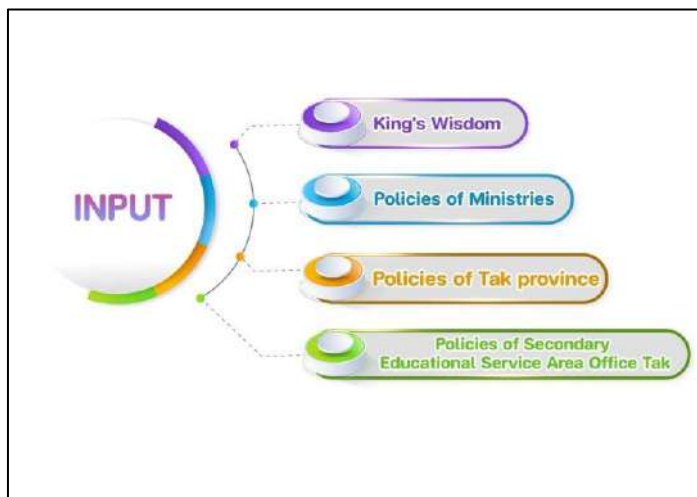 INPUT
King's Wisdom
Policies of Ministries
Policies of Tak province
Policies of Secondary
Educational Service Area Office Tak